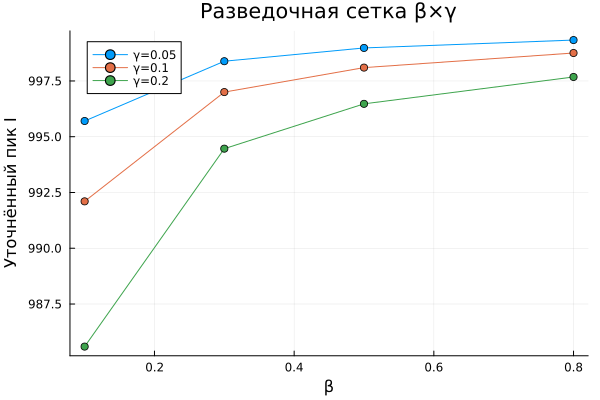 Разведочная сетка β×γ
γ=0.05
γ=0.1
γ=0.2
997.5
995.0
992.5
990.0
987.5
Уточнённый пик I
0.2
0.4
0.6
0.8
β